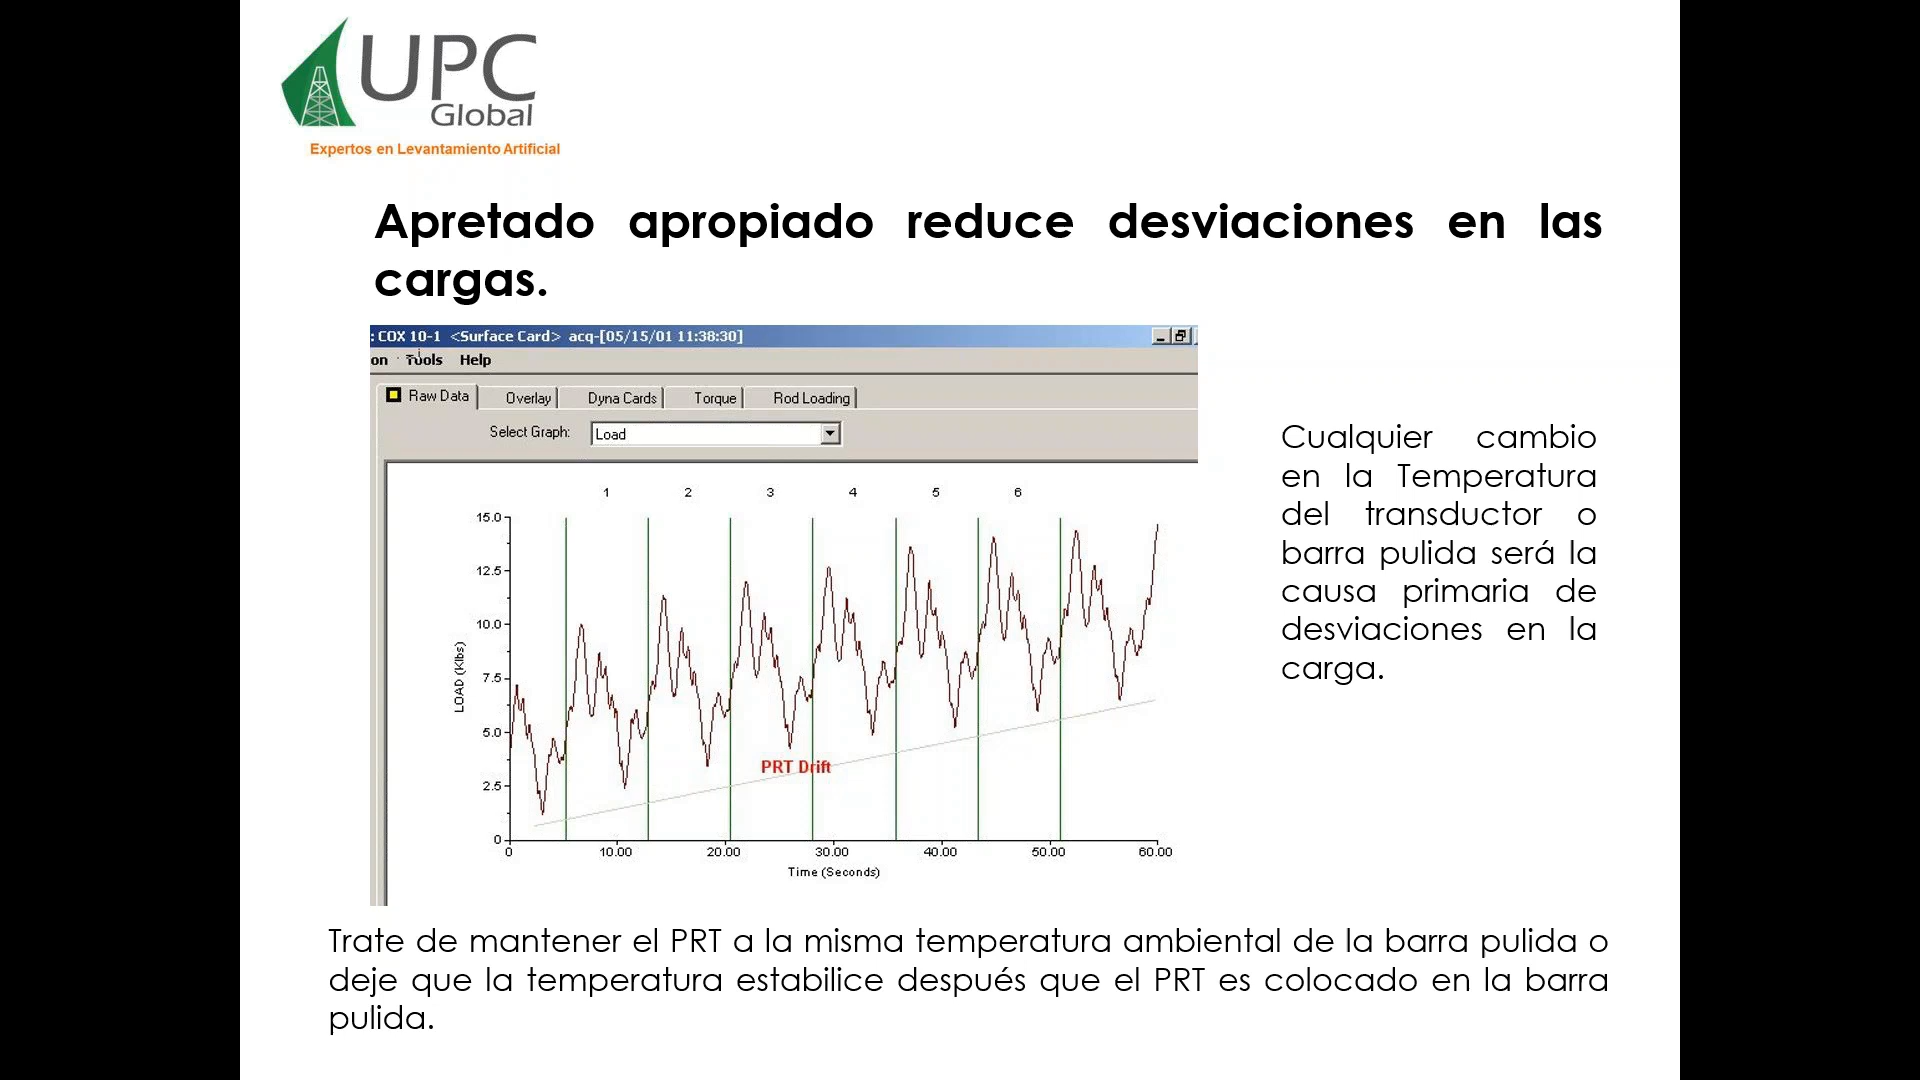 UPC
Global
Expertos en Levantamiento Artificial
Apretado apropiado reduce desviaciones en las
cargas.
: COX 10-1 <Surface Card> acq-[05/15/01 11:38:30]
on Tools Help
Raw Data Overlay Dyna Cards Torque Rod Loading
Select Graph: Load
1 2 3 4 5 6
15.0
12.5
10.0
7.5
5.0
2.5
0
LOAD (Klbs)
PRT Drift
0 10.00 20.00 30.00 40.00 50.00 60.00
Time (Seconds)
Cualquier cambio
en la Temperatura
del transductor o
barra pulida será la
causa primaria de
desviaciones en la
carga.
Trate de mantener el PRT a la misma temperatura ambiental de la barra pulida o
deje que la temperatura estabilice después que el PRT es colocado en la barra
pulida.